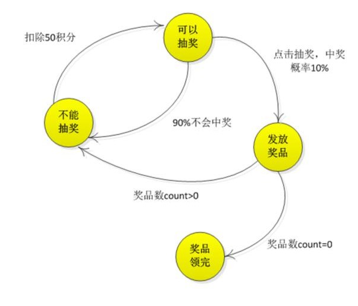 可以
抽奖
扣除50积分
点击抽奖，中奖
概率10%
不能
抽奖
90%不会中奖
发放
奖品
奖品数count>0
奖品数count=0
奖品
领完